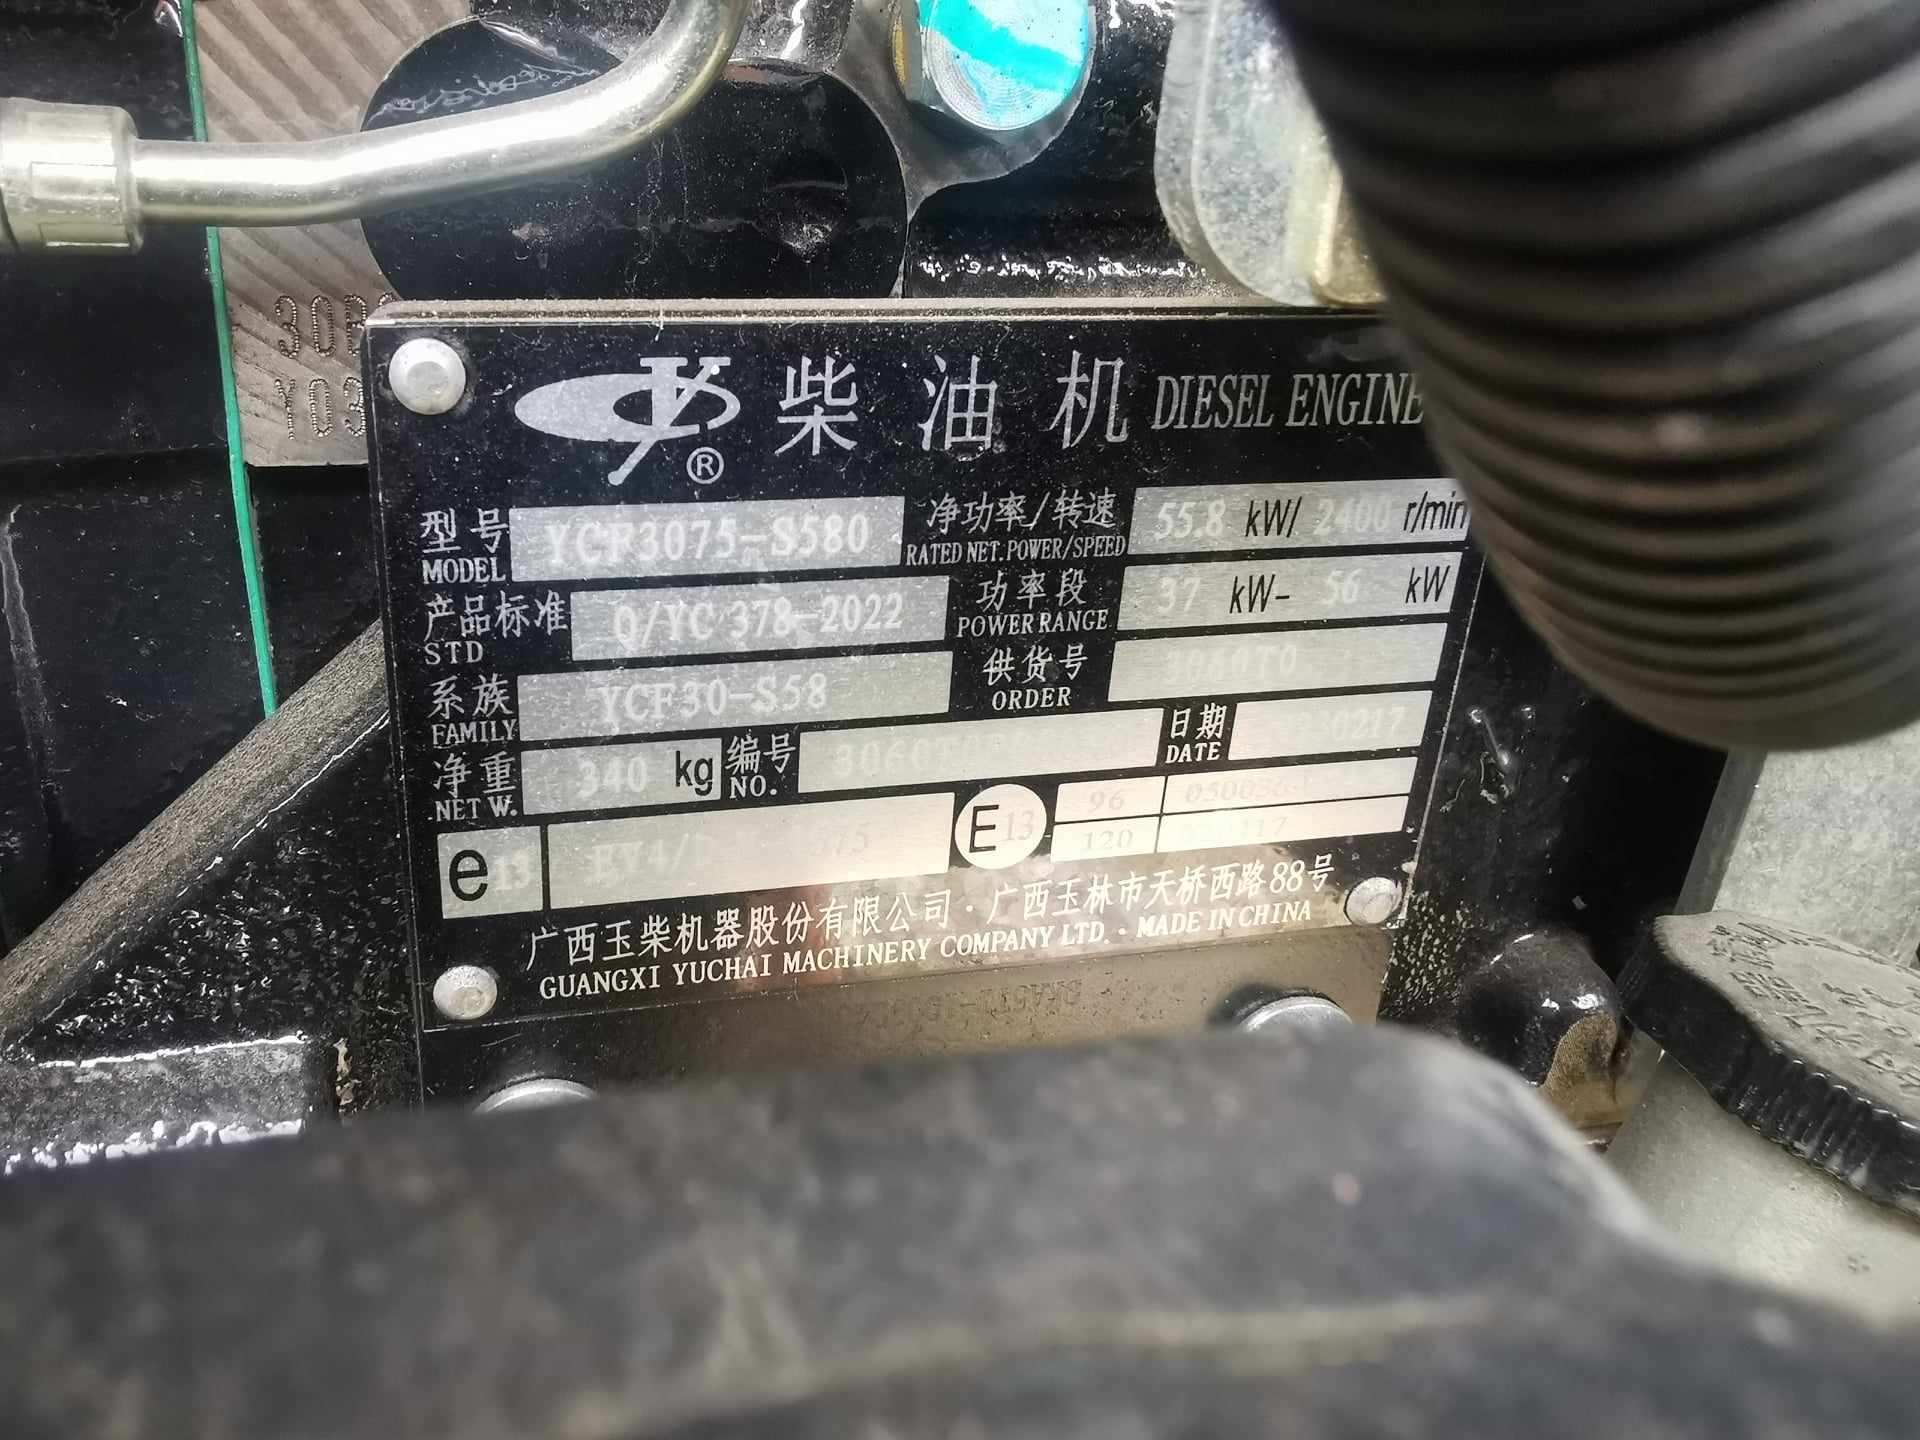 柴油机 DIESEL ENGINE
®
型号 YCF3075-S580 净功率/转速 55.8 kW/ 2400 r/min
MODEL RATED NET.POWER/SPEED
产品标准 Q/YC 378-2022 功率段 37 kW- 56 kW
STD POWER RANGE
系族 YCF30-S58 供货号
FAMILY ORDER
净重 340 kg 编号 日期
NET W. NO. DATE
e13 E13 96
120
广西玉柴机器股份有限公司·广西玉林市天桥西路88号
GUANGXI YUCHAI MACHINERY COMPANY LTD.·MADE IN CHINA